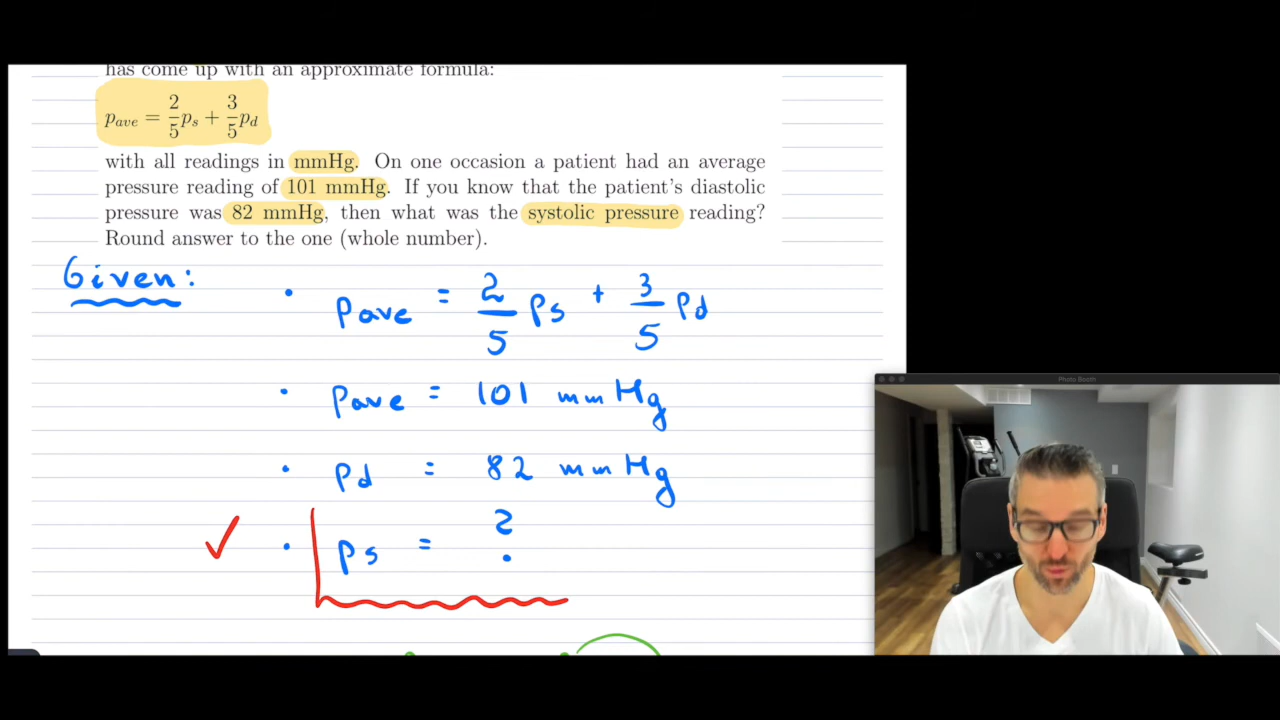 has come up with an approximate formula:
p_ave = 2/5 p_s + 3/5 p_d
with all readings in mmHg. On one occasion a patient had an average
pressure reading of 101 mmHg. If you know that the patient's diastolic
pressure was 82 mmHg, then what was the systolic pressure reading?
Round answer to the one (whole number).
Given:
• Pave = 2/5 Ps + 3/5 Pd
• Pave = 101 mmHg
• Pd = 82 mmHg
✓ • Ps = ?
Photo Booth